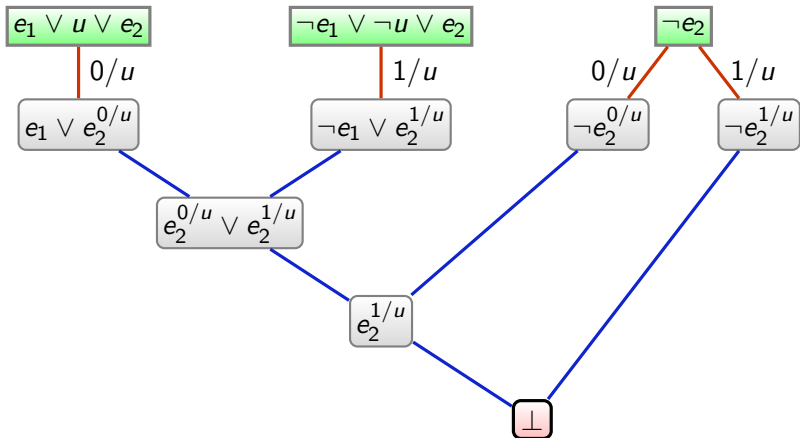 e₁ ∨ u ∨ e₂ ¬e₁ ∨ ¬u ∨ e₂ ¬e₂
0/u 1/u 0/u 1/u
e₁ ∨ e₂^{0/u} ¬e₁ ∨ e₂^{1/u} ¬e₂^{0/u} ¬e₂^{1/u}
e₂^{0/u} ∨ e₂^{1/u}
e₂^{1/u}
⊥